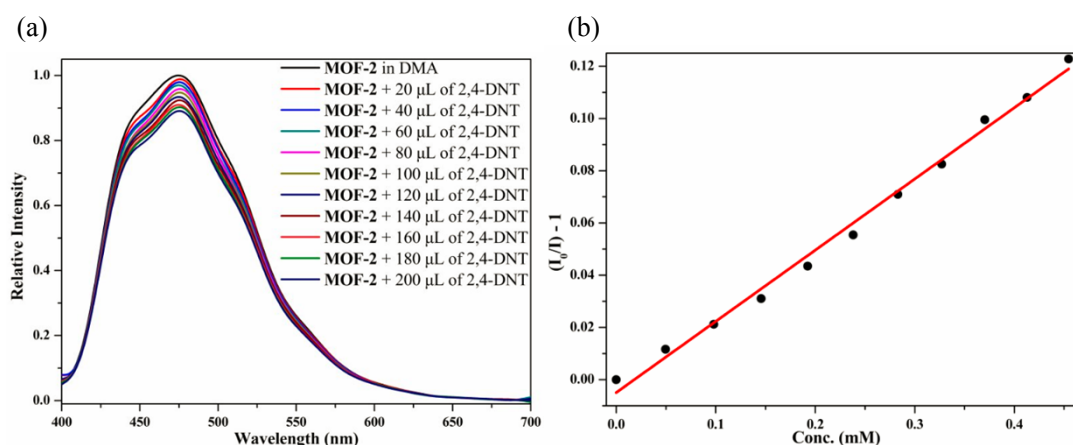 (a)
(b)
MOF-2 in DMA
MOF-2 + 20 µL of 2,4-DNT
MOF-2 + 40 µL of 2,4-DNT
MOF-2 + 60 µL of 2,4-DNT
MOF-2 + 80 µL of 2,4-DNT
MOF-2 + 100 µL of 2,4-DNT
MOF-2 + 120 µL of 2,4-DNT
MOF-2 + 140 µL of 2,4-DNT
MOF-2 + 160 µL of 2,4-DNT
MOF-2 + 180 µL of 2,4-DNT
MOF-2 + 200 µL of 2,4-DNT
Relative Intensity
1.0
0.8
0.6
0.4
0.2
0.0
400 450 500 550 600 650 700
Wavelength (nm)
(I0/I) - 1
0.12
0.10
0.08
0.06
0.04
0.02
0.00
0.0 0.1 0.2 0.3 0.4
Conc. (mM)